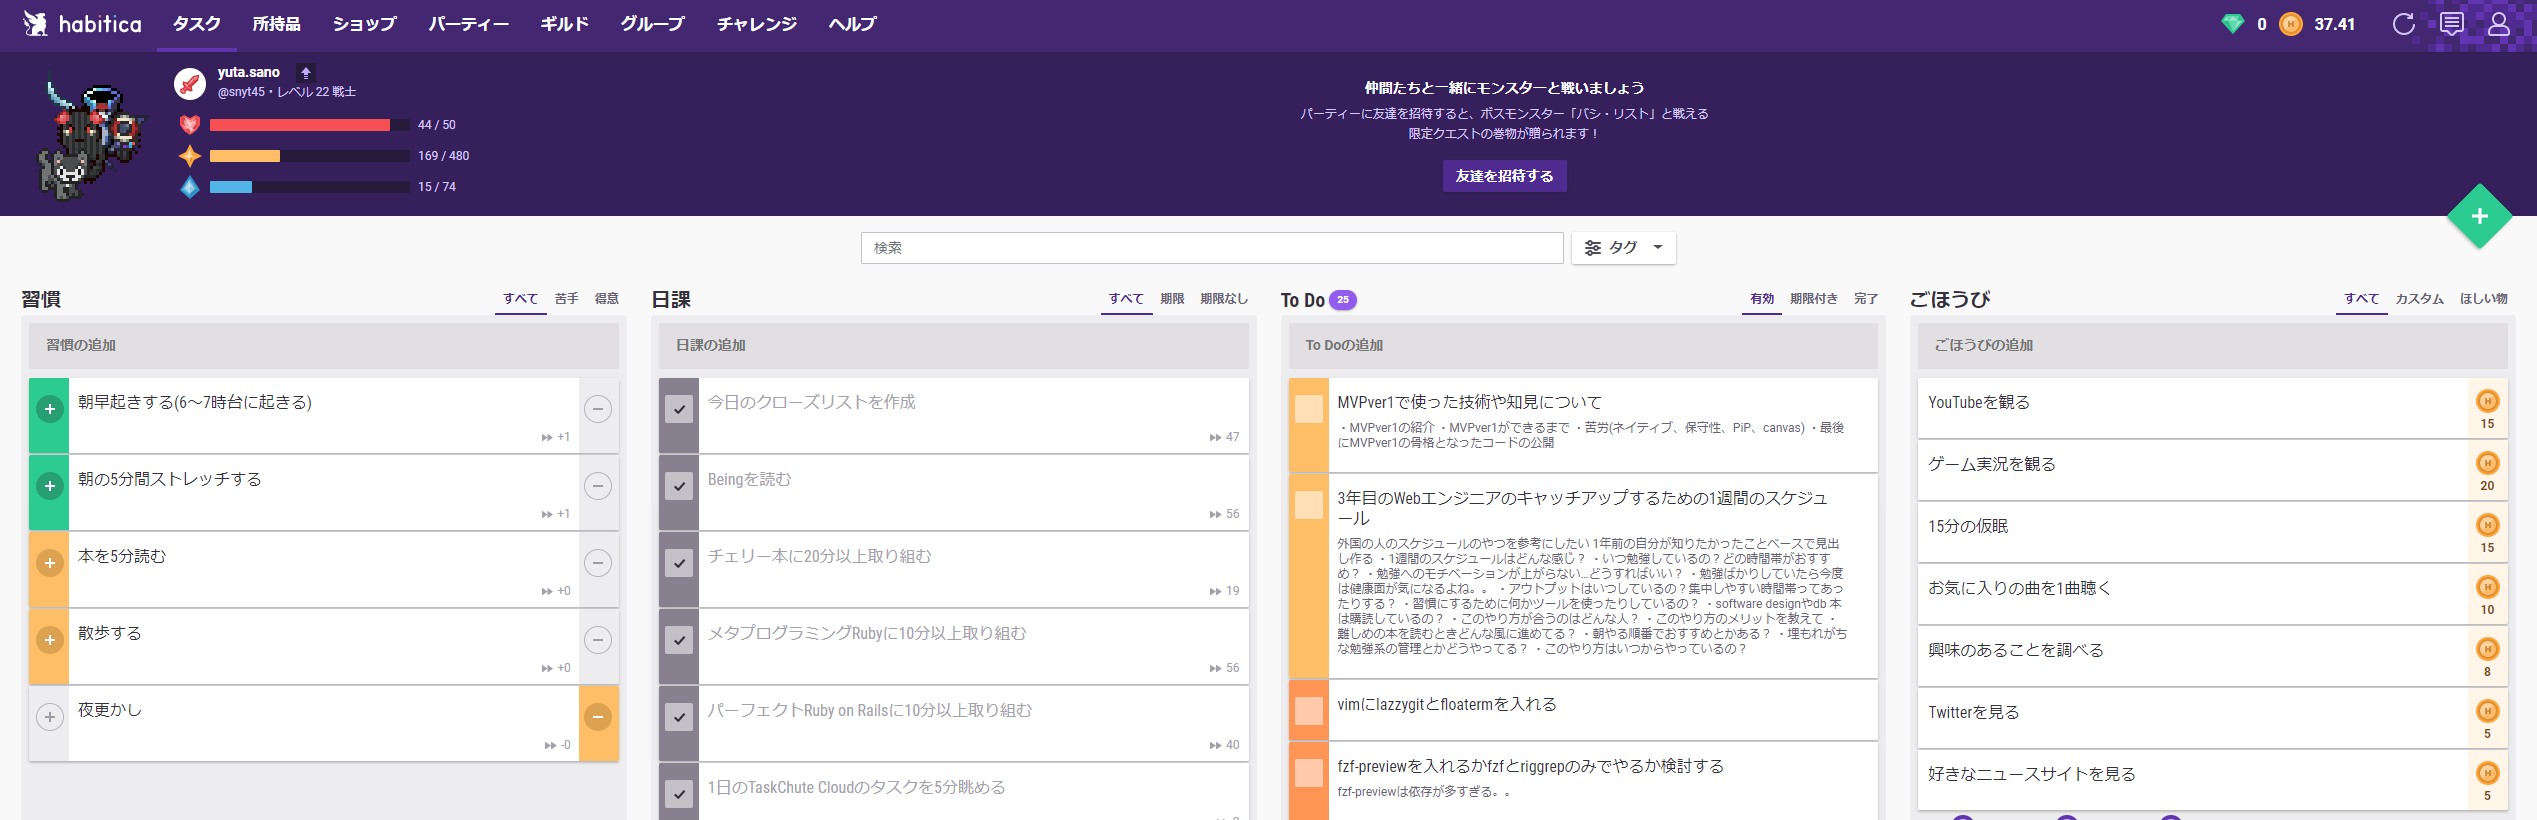 habitica
タスク
所持品
ショップ
パーティー
ギルド
グループ
チャレンジ
ヘルプ
0
37.41
yuta.sano
@snyt45・レベル 22 戦士
44 / 50
169 / 480
15 / 74
仲間たちと一緒にモンスターと戦いましょう
パーティーに友達を招待すると、ボスモンスター「バシ・リスト」と戦える
限定クエストの巻物が贈られます！
友達を招待する
検索
タグ
習慣
すべて
苦手
得意
習慣の追加
朝早起きする(6～7時台に起きる)
+1
朝の5分間ストレッチする
+1
本を5分読む
+0
散歩する
+0
夜更かし
-0
日課
すべて
期限
期限なし
日課の追加
今日のクローズリストを作成
47
Beingを読む
56
チェリー本に20分以上取り組む
19
メタプログラミングRubyに10分以上取り組む
56
パーフェクトRuby on Railsに10分以上取り組む
40
1日のTaskChute Cloudのタスクを5分眺める
To Do
25
有効
期限付き
完了
To Doの追加
MVPver1で使った技術や知見について
・MVPver1の紹介 ・MVPver1ができるまで ・苦労(ネイティブ、保守性、PiP、canvas) ・最後
にMVPver1の骨格となったコードの公開
3年目のWebエンジニアのキャッチアップするための1週間のスケジュ
ール
外国の人のスケジュールのやつを参考にしたい 1年前の自分が知りたかったことベースで見出
し作る ・1週間のスケジュールはどんな感じ？ ・いつ勉強しているの？どの時間帯がおすす
め？ ・勉強へのモチベーションが上がらない…どうすればいい？ ・勉強ばかりしていたら今度
は健康面が気になるよね。。 ・アウトプットはいつしているの？集中しやすい時間帯ってあっ
たりする？ ・習慣にするために何かツールを使ったりしているの？ ・software designやdb 本
は購読しているの？ ・このやり方が合うのはどんな人？ ・このやり方のメリットを教えて ・
難しめの本を読むときどんな風に進めてる？ ・朝やる順番でおすすめとかある？ ・埋もれがち
な勉強系の管理とかどうやってる？ ・このやり方はいつからやっているの？
vimにlazzygitとfloatermを入れる
fzf-previewを入れるかfzfとriggrepのみでやるか検討する
fzf-previewは依存が多すぎる。。
ごほうび
すべて
カスタム
ほしい物
ごほうびの追加
YouTubeを観る
15
ゲーム実況を観る
20
15分の仮眠
15
お気に入りの曲を1曲聴く
10
興味のあることを調べる
8
Twitterを見る
5
好きなニュースサイトを見る
5